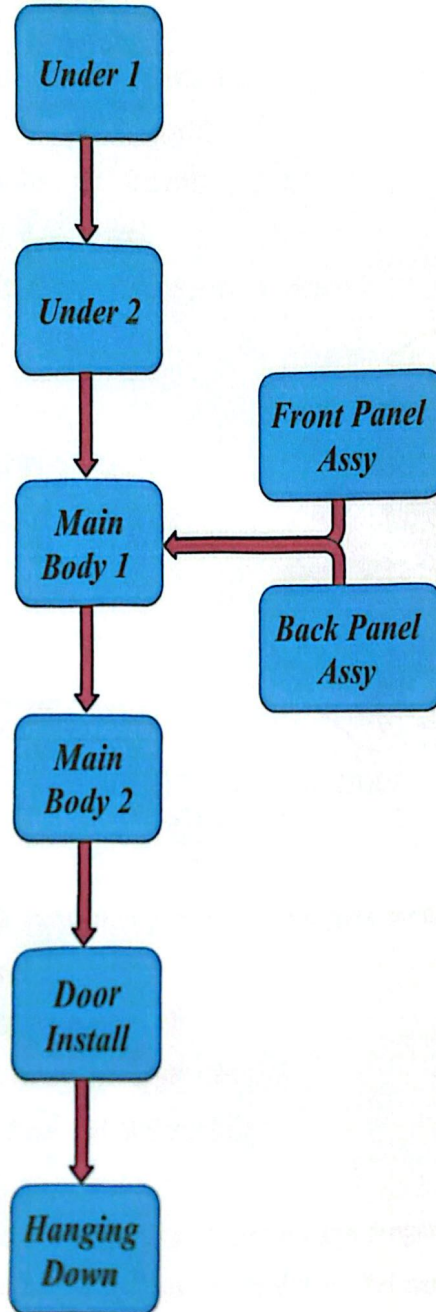 Under 1
Under 2
Front Panel
Assy
Main
Body 1
Back Panel
Assy
Main
Body 2
Door
Install
Hanging
Down